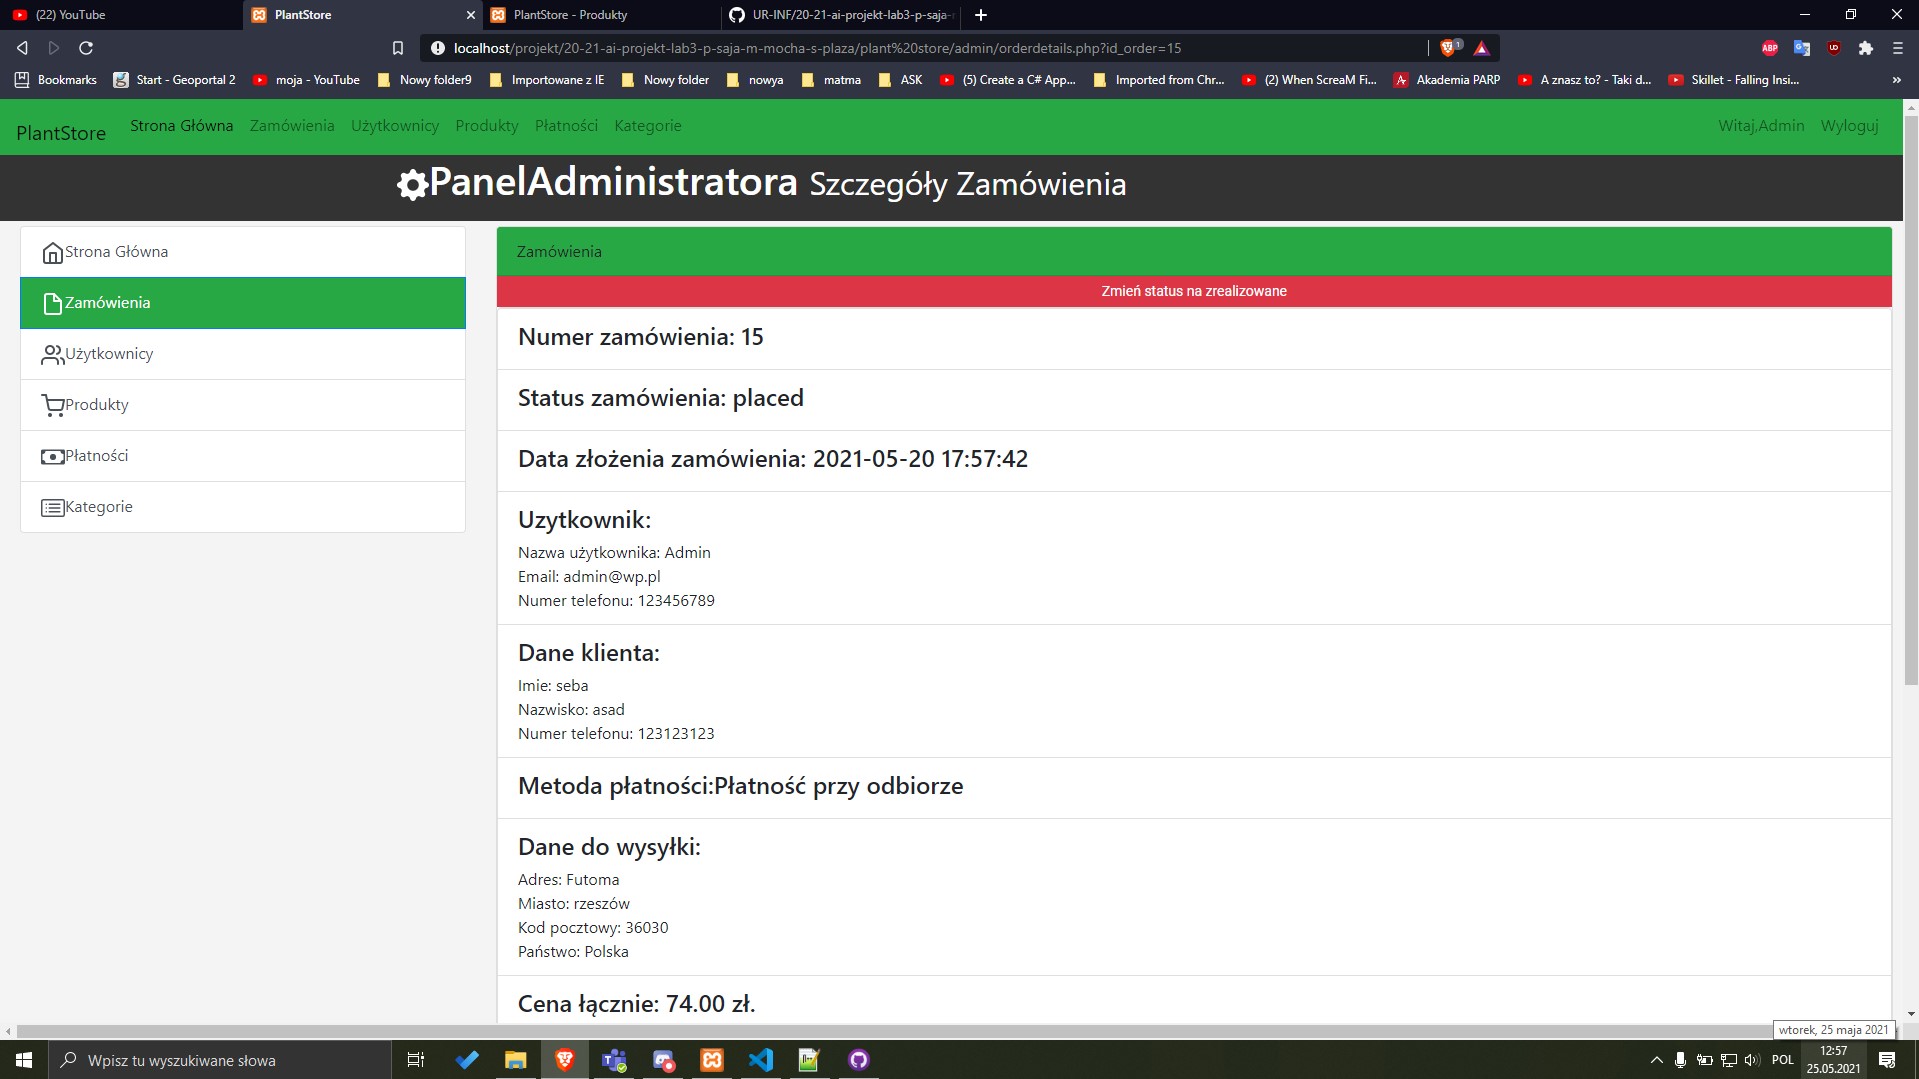 (22) YouTube
PlantStore
PlantStore - Produkty
UR-INF/20-21-ai-projekt-lab3-p-saja-
localhost/projekt/20-21-ai-projekt-lab3-p-saja-m-mocha-s-plaza/plant%20store/admin/orderdetails.php?id_order=15
1
ABP
Bookmarks
Start - Geoportal 2
moja - YouTube
Nowy folder9
Importowane z IE
Nowy folder
nowya
matma
ASK
(5) Create a C# App...
Imported from Chr...
(2) When ScreaM Fi...
Akademia PARP
A znasz to? - Taki d...
Skillet - Falling Insi...
»
PlantStore
Strona Główna
Zamówienia
Użytkownicy
Produkty
Płatności
Kategorie
Witaj,Admin
Wyloguj
PanelAdministratora Szczegóły Zamówienia
Strona Główna
Zamówienia
Użytkownicy
Produkty
Płatności
Kategorie
Zamówienia
Zmień status na zrealizowane
Numer zamówienia: 15
Status zamówienia: placed
Data złożenia zamówienia: 2021-05-20 17:57:42
Uzytkownik:
Nazwa użytkownika: Admin
Email: admin@wp.pl
Numer telefonu: 123456789
Dane klienta:
Imie: seba
Nazwisko: asad
Numer telefonu: 123123123
Metoda płatności:Płatność przy odbiorze
Dane do wysyłki:
Adres: Futoma
Miasto: rzeszów
Kod pocztowy: 36030
Państwo: Polska
Cena łącznie: 74.00 zł.
wtorek, 25 maja 2021
Wpisz tu wyszukiwane słowa
POL
12:57
25.05.2021